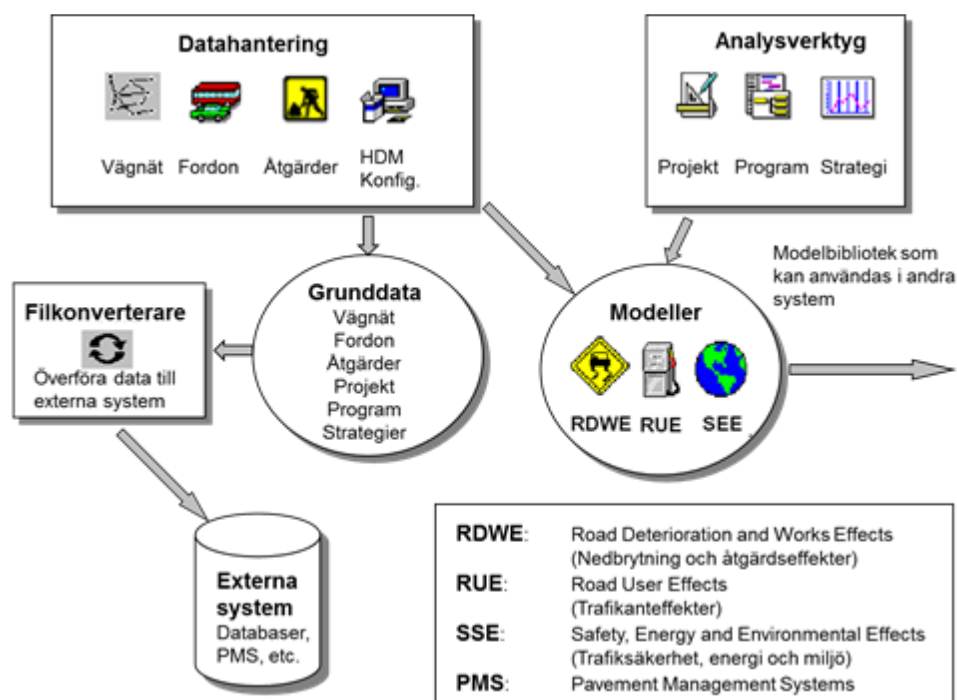 Datahantering
Vägnät Fordon Åtgärder HDM
Konfig.
Analysverktyg
Projekt Program Strategi
Modelbibliotek som
kan användas i andra
system
Filkonverterare
Överföra data till
externa system
Grunddata
Vägnät
Fordon
Åtgärder
Projekt
Program
Strategier
Modeller
RDWE RUE SEE
Externa
system
Databaser,
PMS, etc.
RDWE: Road Deterioration and Works Effects
(Nedbrytning och åtgärdseffekter)
RUE: Road User Effects
(Trafikanteffekter)
SSE: Safety, Energy and Environmental Effects
(Trafiksäkerhet, energi och miljö)
PMS: Pavement Management Systems